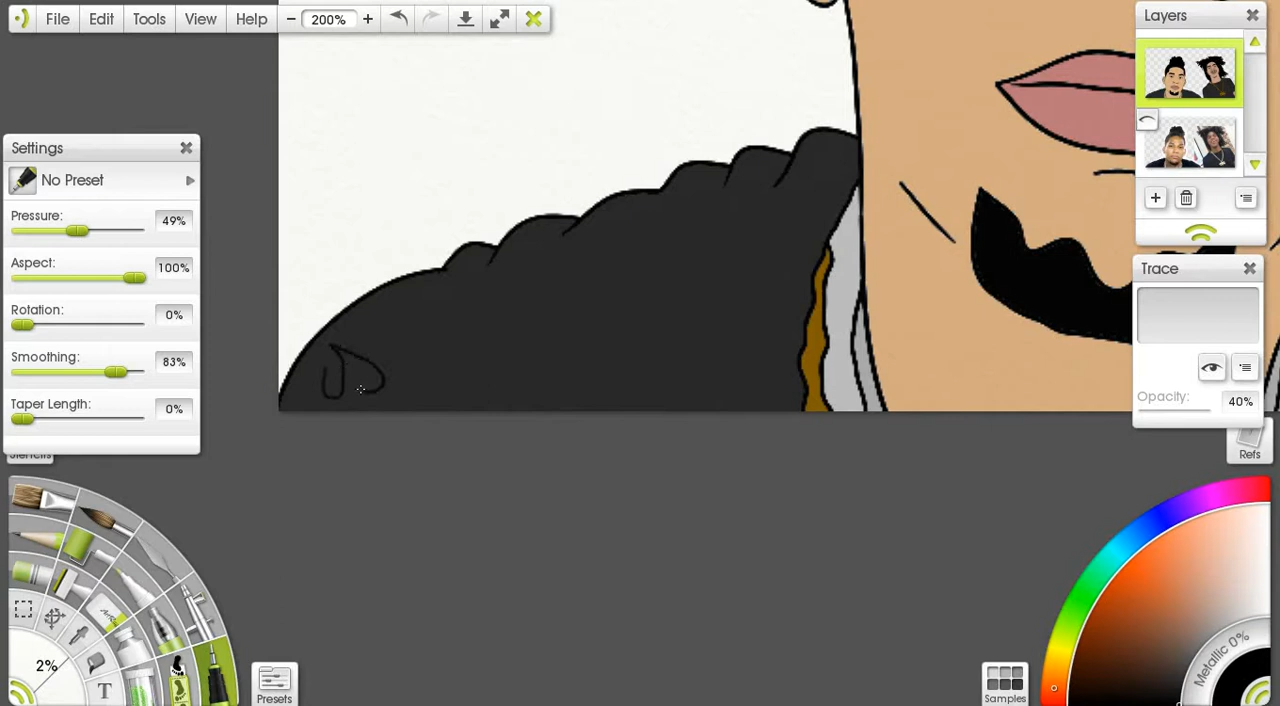 File Edit Tools View Help 200%
Layers
Settings
No Preset
Pressure: 49%
Aspect: 100%
Rotation: 0%
Smoothing: 83%
Taper Length: 0%
Trace
Opacity: 40%
Stencils
Refs
2%
T
Presets
Samples
Metallic 0%